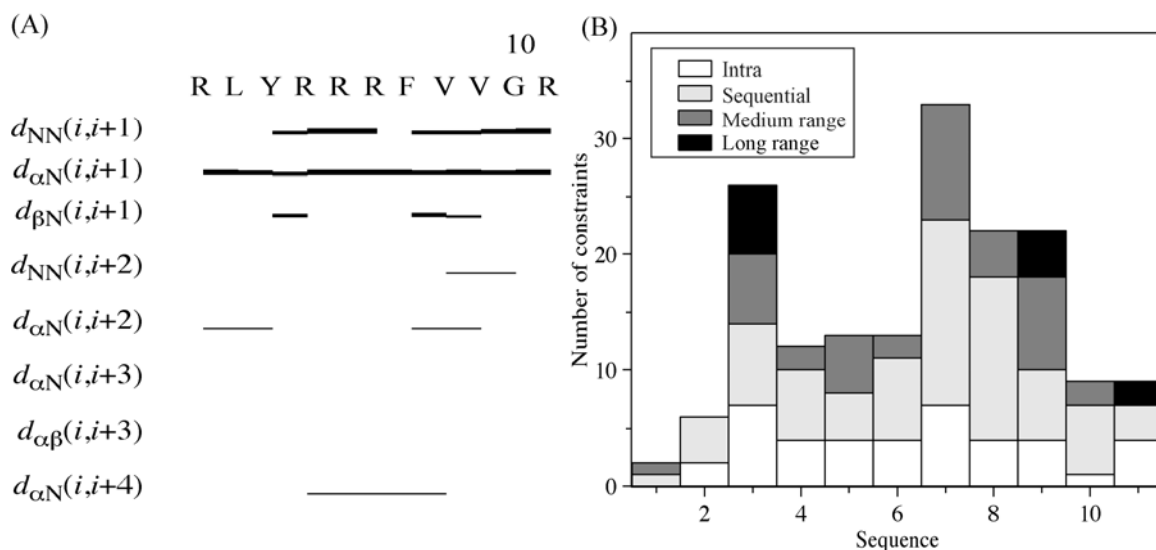 (A)
10
R L Y R R R F V V G R
dNN(i,i+1)
dαN(i,i+1)
dβN(i,i+1)
dNN(i,i+2)
dαN(i,i+2)
dαN(i,i+3)
dαβ(i,i+3)
dαN(i,i+4)
(B)
Intra
Sequential
Medium range
Long range
Number of constraints
30
20
10
0
2 4 6 8 10
Sequence